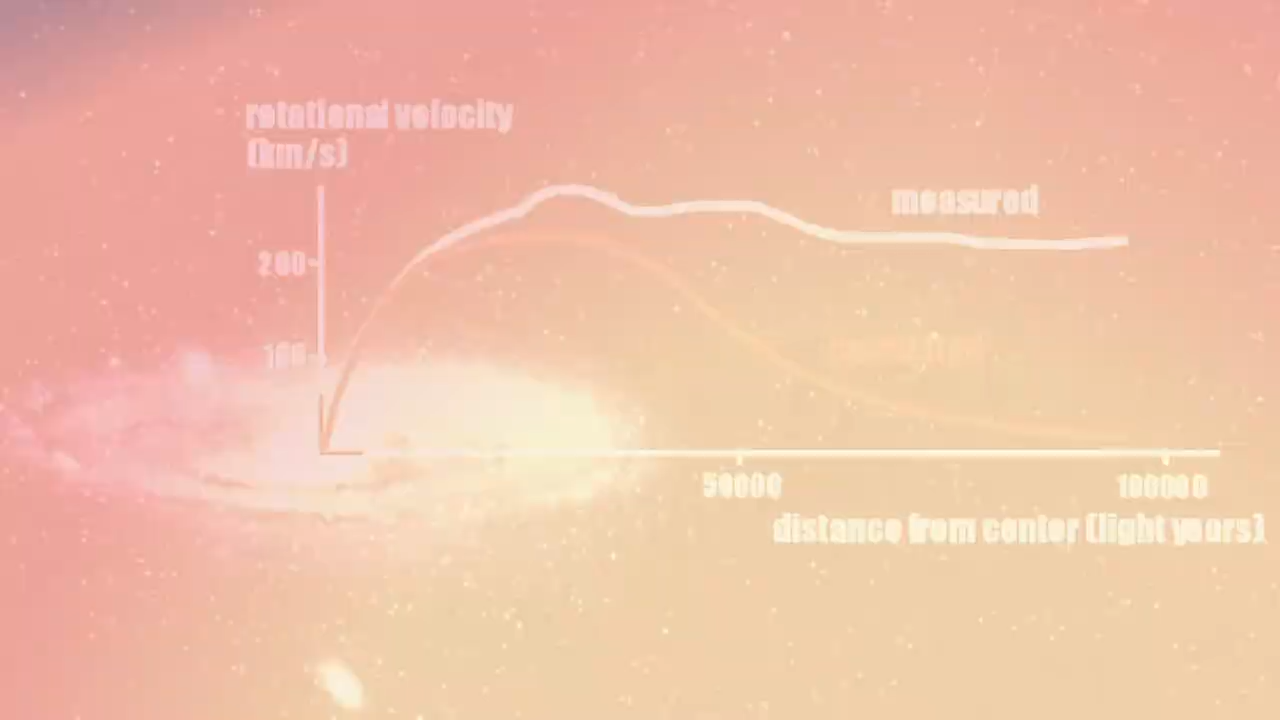 rotational velocity
(km/s)
measured
200
100
50000
100000
distance from center (light years)